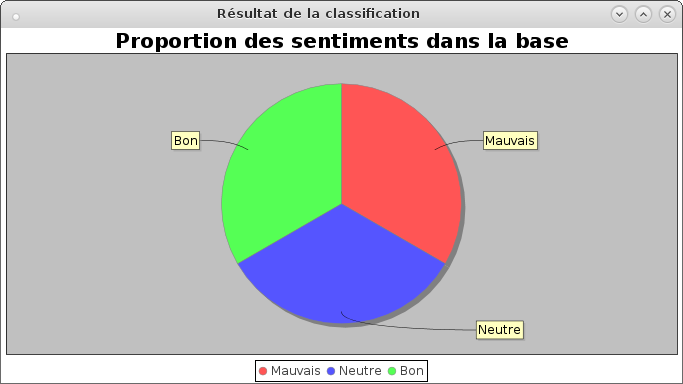 Résultat de la classification
Proportion des sentiments dans la base
Bon
Mauvais
Neutre
Mauvais Neutre Bon